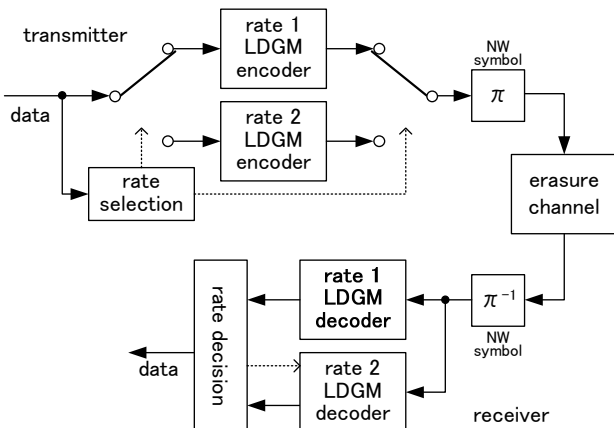 transmitter
rate 1
LDGM
encoder
NW
symbol
π
data
rate 2
LDGM
encoder
rate
selection
erasure
channel
rate 1
LDGM
decoder
π⁻¹
NW
symbol
rate decision
data
rate 2
LDGM
decoder
receiver